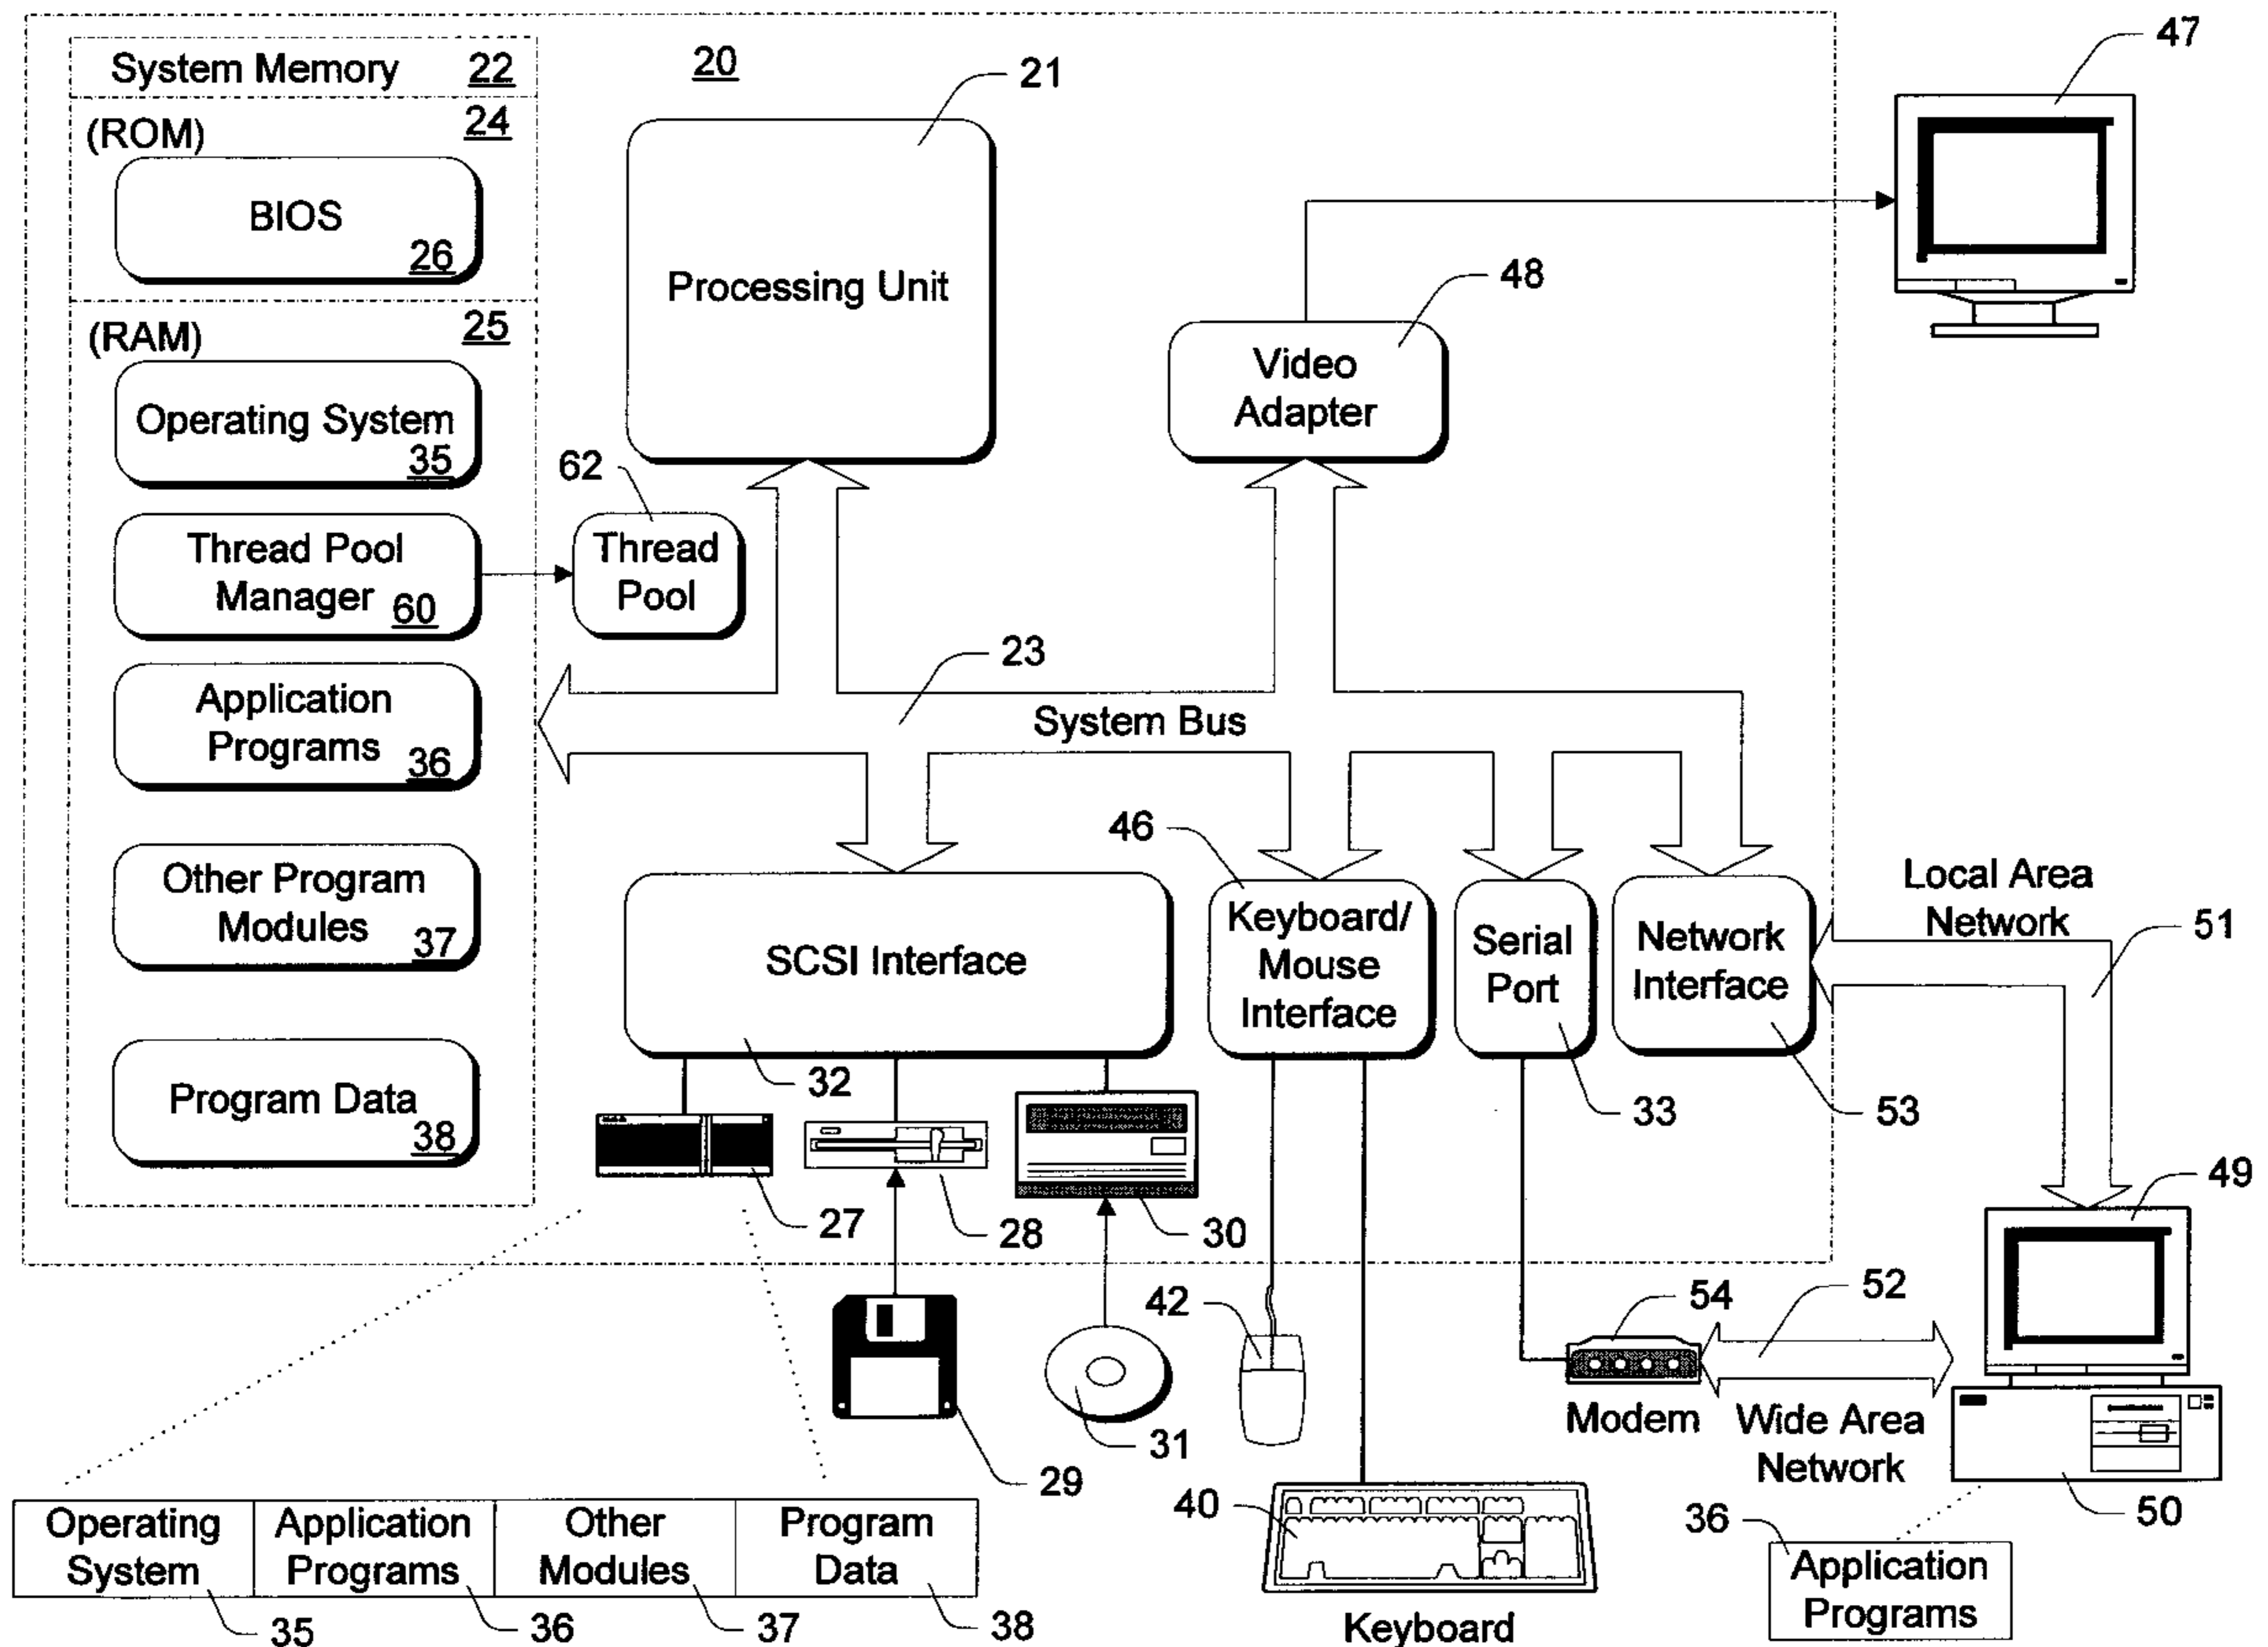 System Memory 22
(ROM) 24
BIOS
26
(RAM) 25
Operating System
35
Thread Pool
Manager 60
Application
Programs 36
Other Program
Modules 37
Program Data
38
20
21
Processing Unit
62
Thread
Pool
47
48
Video
Adapter
23
System Bus
46
SCSI Interface
32
Keyboard/
Mouse
Interface
Serial
Port
33
Network
Interface
53
Local Area
Network
51
27
28
30
49
42
54
52
29
31
Modem
Wide Area
Network
50
40
Keyboard
36
Application
Programs
Operating
System
35
Application
Programs
36
Other
Modules
37
Program
Data
38